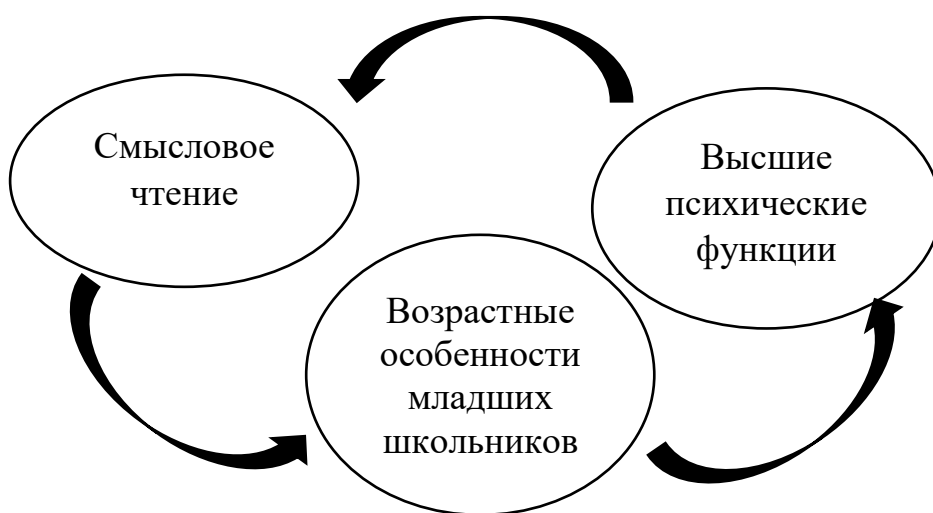 Смысловое
чтение
Высшие
психические
функции
Возрастные
особенности
младших
школьников